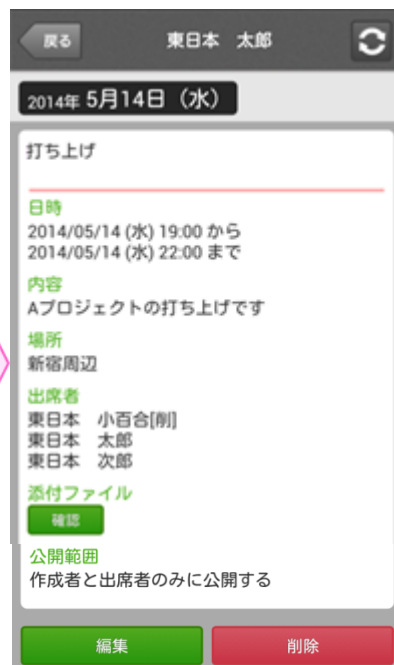 戻る
東日本　太郎
2014年 5月14日（水）
打ち上げ
日時
2014/05/14 (水) 19:00 から
2014/05/14 (水) 22:00 まで
内容
Aプロジェクトの打ち上げです
場所
新宿周辺
出席者
東日本　小百合[削]
東日本　太郎
東日本　次郎
添付ファイル
確認
公開範囲
作成者と出席者のみに公開する
編集
削除